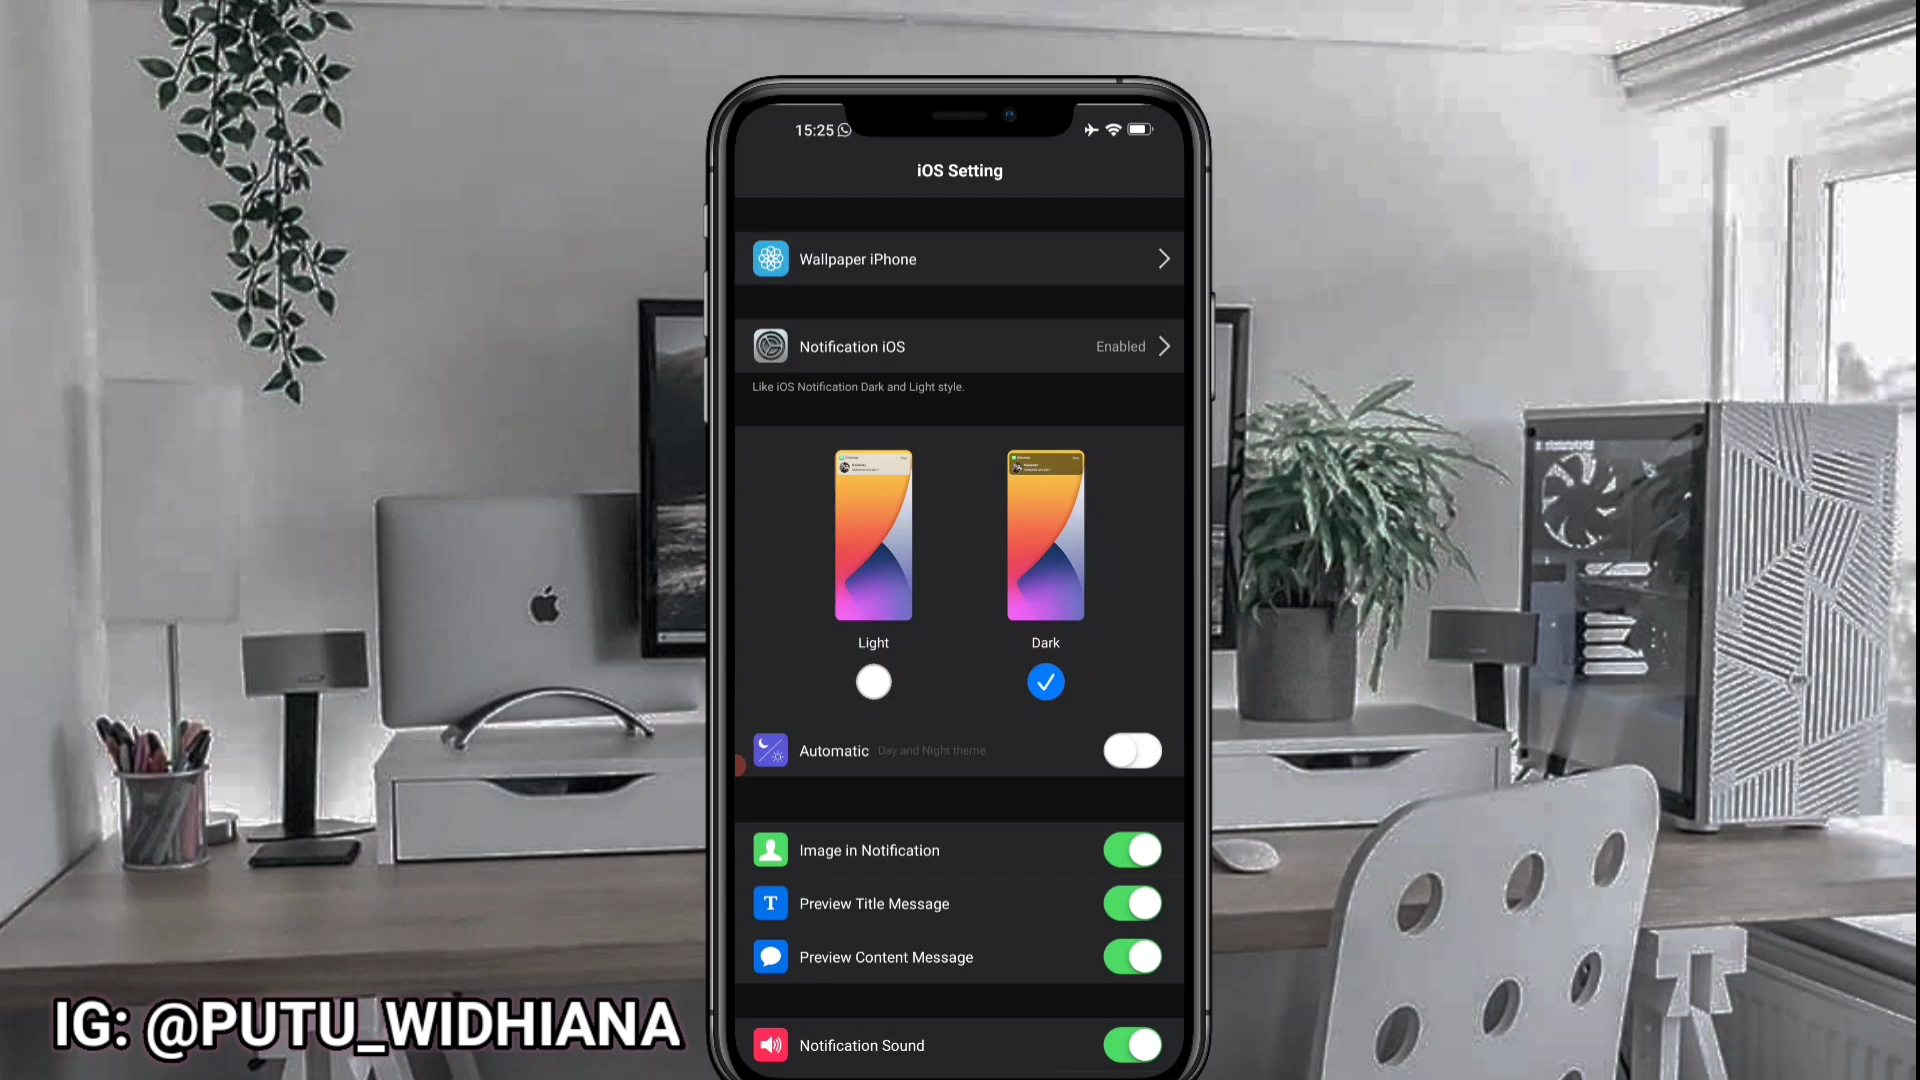 15:25
iOS Setting
Wallpaper iPhone
Notification iOS Enabled
Like iOS Notification Dark and Light style.
Light Dark
Automatic Day and Night theme
Image in Notification
T Preview Title Message
Preview Content Message
Notification Sound
IG: @PUTU_WIDHIANA